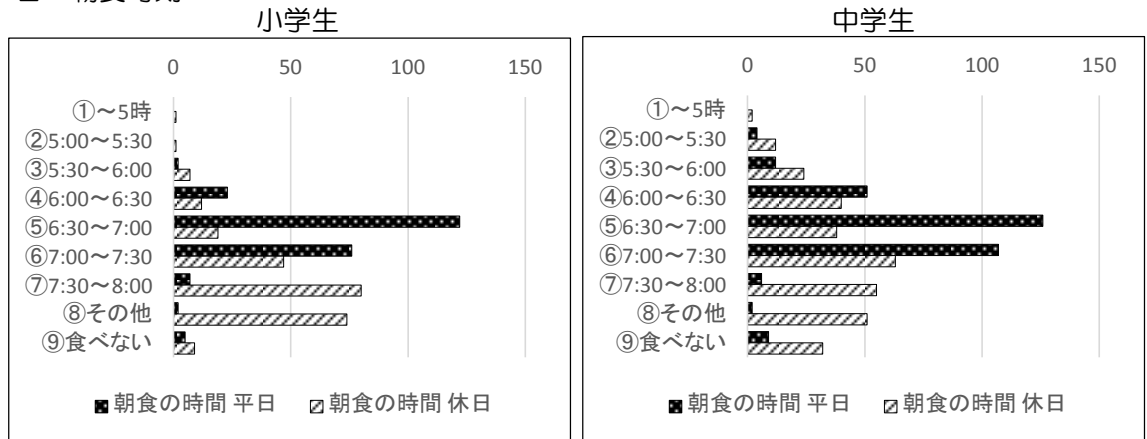 小学生
0 50 100 150
①～5時
②5:00～5:30
③5:30～6:00
④6:00～6:30
⑤6:30～7:00
⑥7:00～7:30
⑦7:30～8:00
⑧その他
⑨食べない
朝食の時間 平日 朝食の時間 休日
中学生
0 50 100 150
①～5時
②5:00～5:30
③5:30～6:00
④6:00～6:30
⑤6:30～7:00
⑥7:00～7:30
⑦7:30～8:00
⑧その他
⑨食べない
朝食の時間 平日 朝食の時間 休日